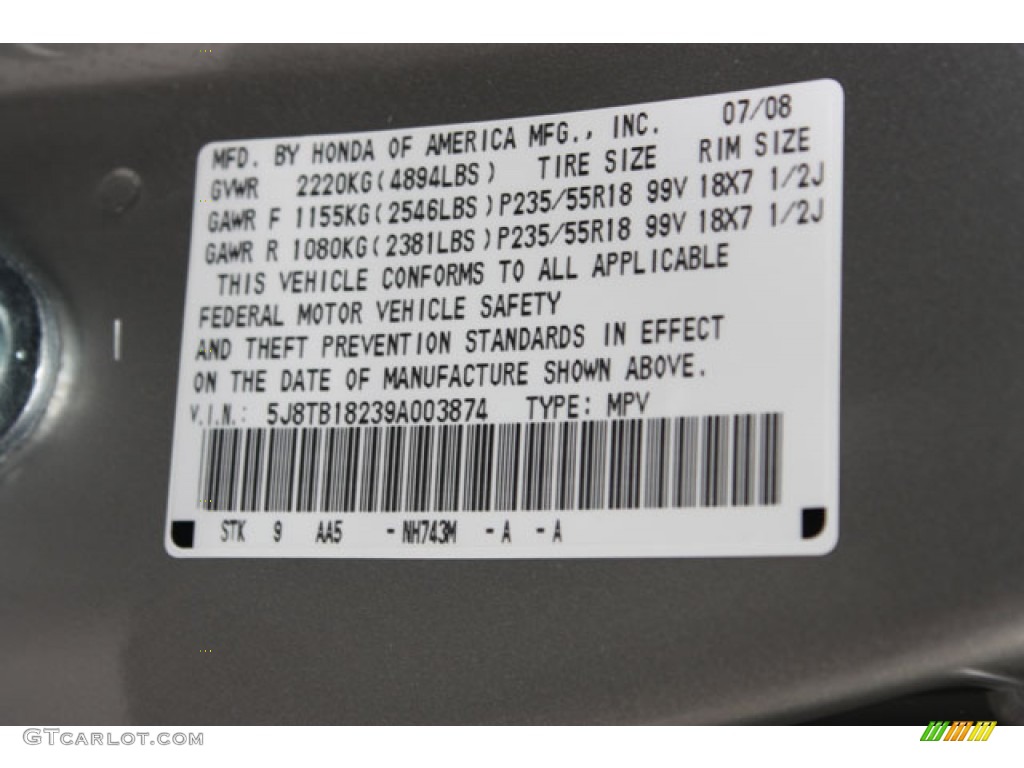 MFD. BY HONDA OF AMERICA MFG., INC. 07/08
GVWR 2220KG(4894LBS) TIRE SIZE RIM SIZE
GAWR F 1155KG(2546LBS)P235/55R18 99V 18X7 1/2J
GAWR R 1080KG(2381LBS)P235/55R18 99V 18X7 1/2J
THIS VEHICLE CONFORMS TO ALL APPLICABLE
FEDERAL MOTOR VEHICLE SAFETY
AND THEFT PREVENTION STANDARDS IN EFFECT
ON THE DATE OF MANUFACTURE SHOWN ABOVE.
V.I.N.: 5J8TB18239A003874 TYPE: MPV
STK 9 AA5 -NH743M -A -A
GTCARLOT.COM